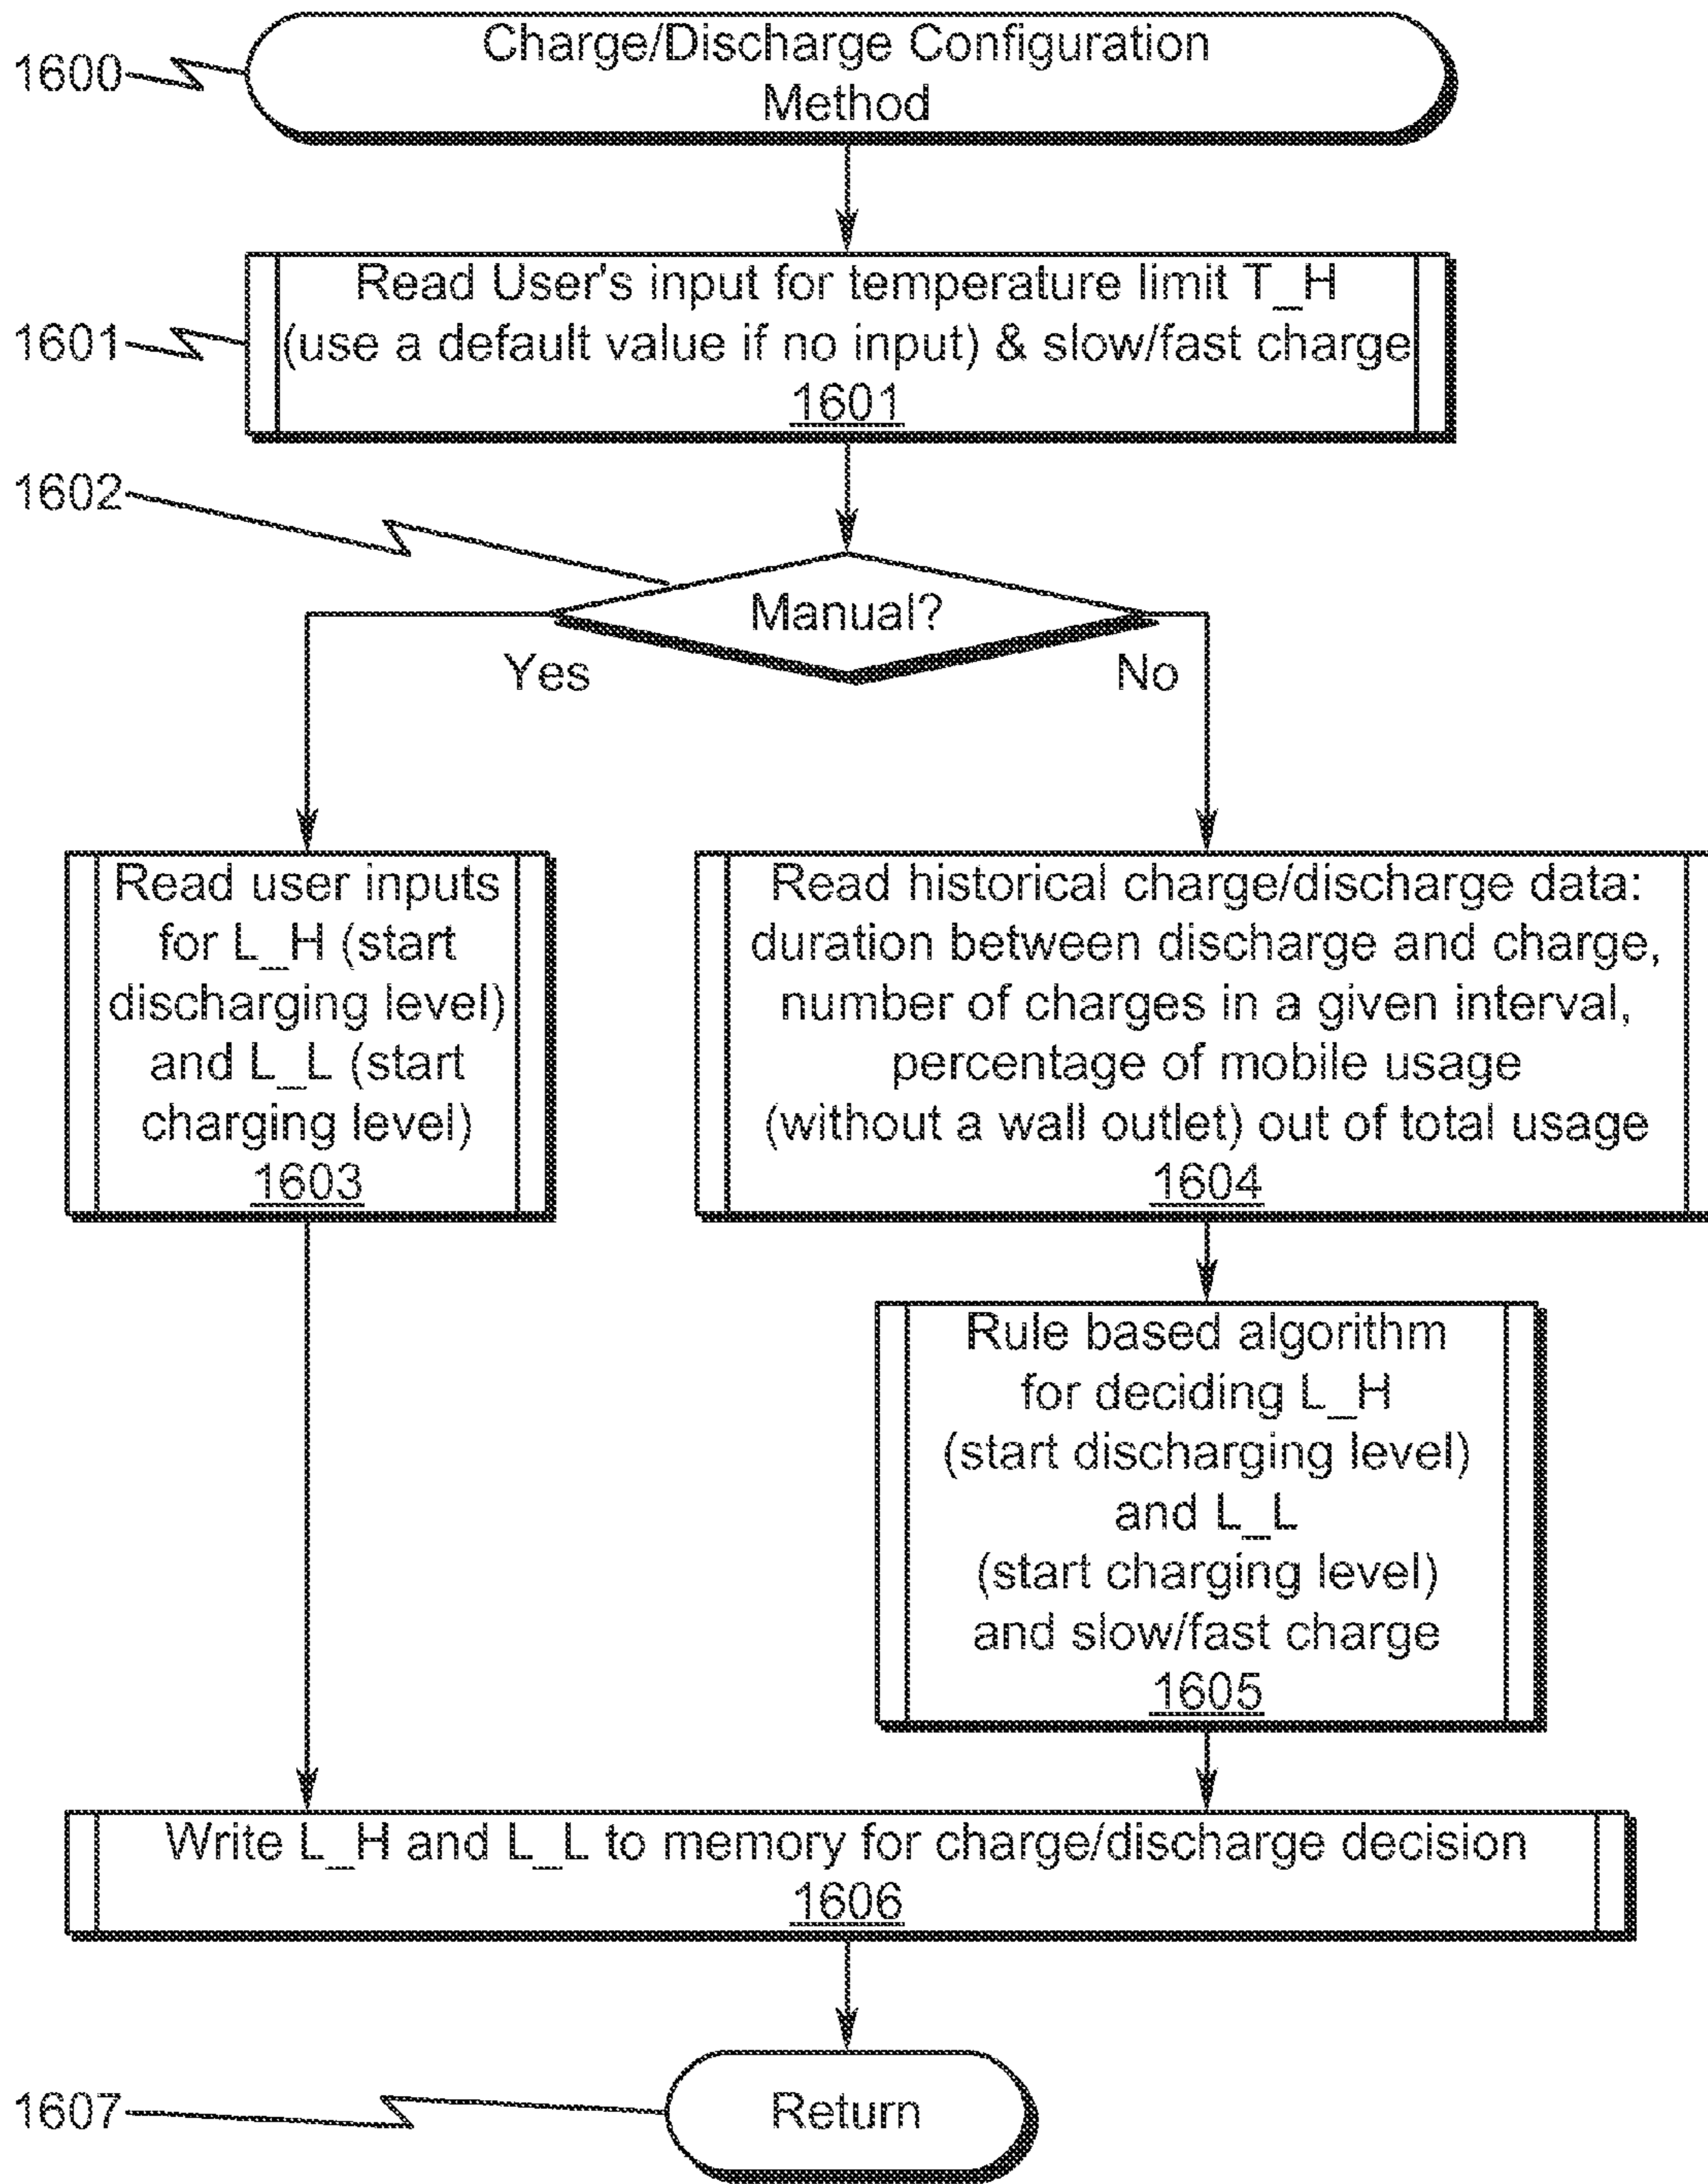 1600
Charge/Discharge Configuration
Method
Read User's input for temperature limit T_H
1601
(use a default value if no input) & slow/fast charge
1601
1602
Manual?
Yes
No
Read user inputs
for L_H (start
discharging level)
and L_L (start
charging level)
1603
Read historical charge/discharge data:
duration between discharge and charge,
number of charges in a given interval,
percentage of mobile usage
(without a wall outlet) out of total usage
1604
Rule based algorithm
for deciding L_H
(start discharging level)
and L_L
(start charging level)
and slow/fast charge
1605
Write L_H and L_L to memory for charge/discharge decision
1606
1607
Return